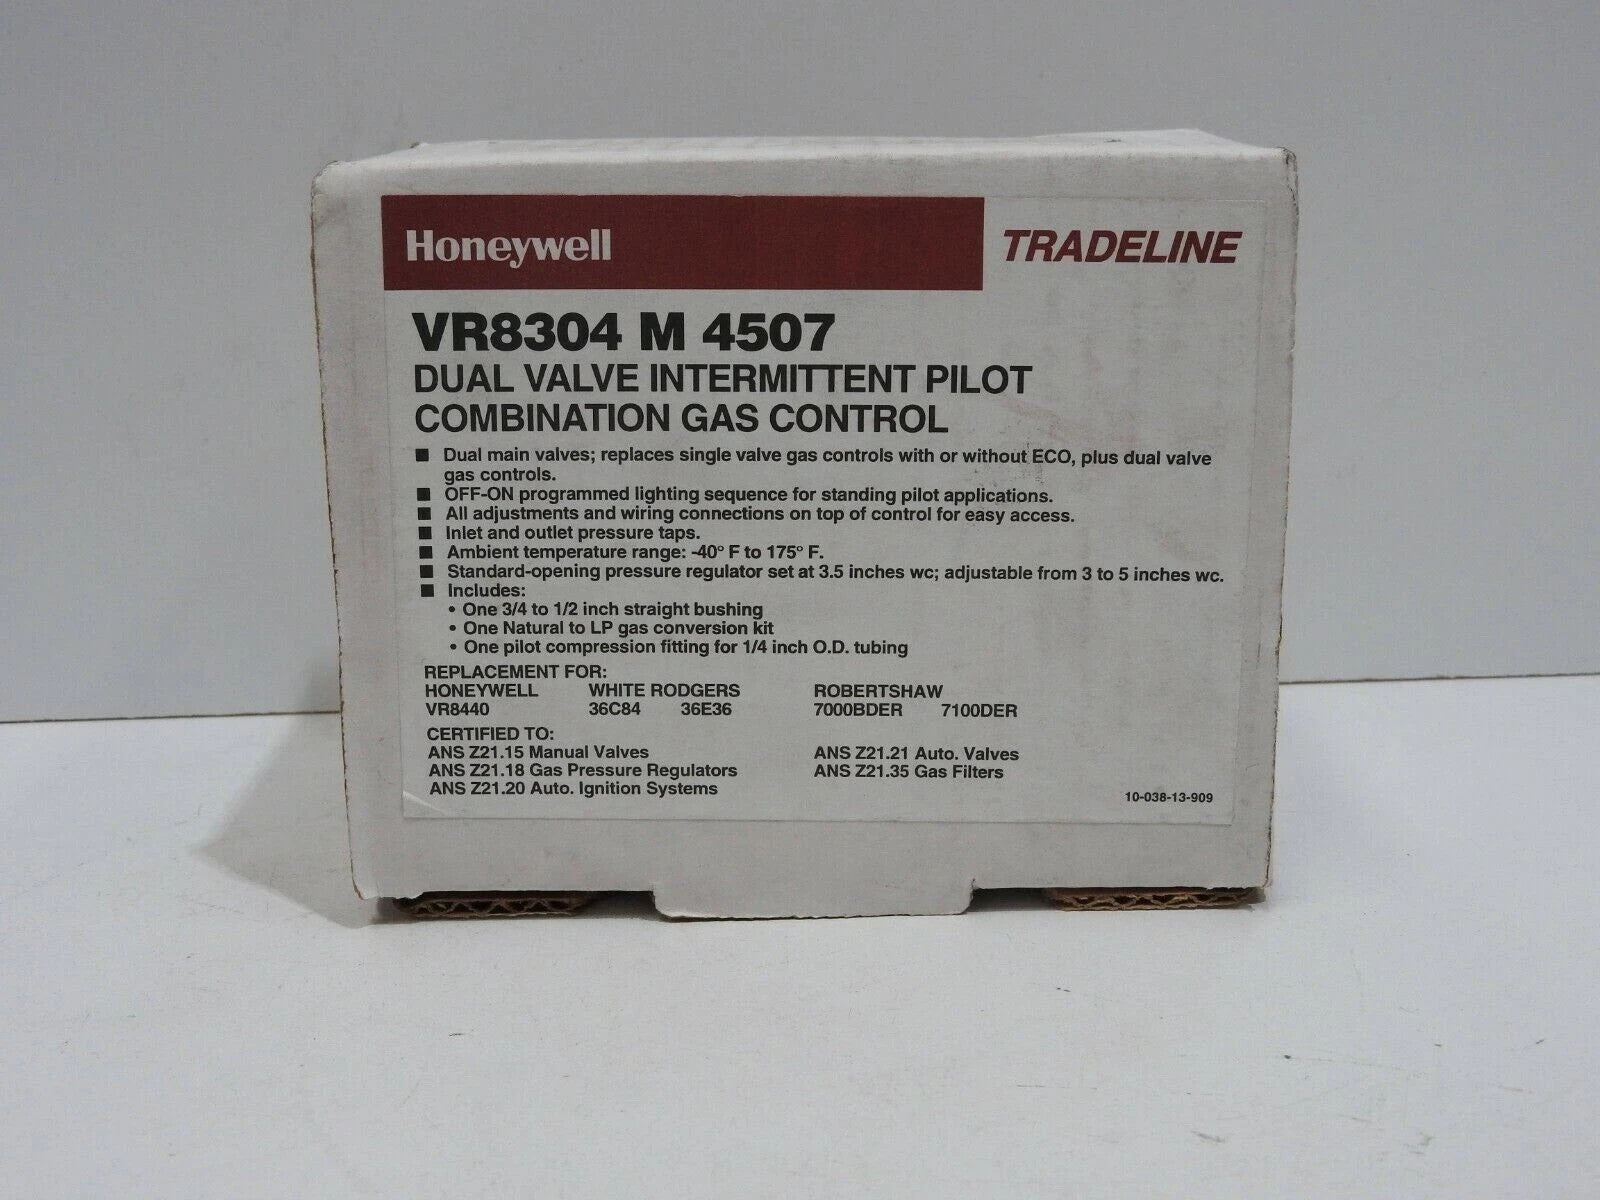 Honeywell TRADELINE
VR8304 M 4507
DUAL VALVE INTERMITTENT PILOT
COMBINATION GAS CONTROL
■ Dual main valves; replaces single valve gas controls with or without ECO, plus dual valve
gas controls.
■ OFF-ON programmed lighting sequence for standing pilot applications.
■ All adjustments and wiring connections on top of control for easy access.
■ Inlet and outlet pressure taps.
■ Ambient temperature range: -40° F to 175° F.
■ Standard-opening pressure regulator set at 3.5 inches wc; adjustable from 3 to 5 inches wc.
■ Includes:
• One 3/4 to 1/2 inch straight bushing
• One Natural to LP gas conversion kit
• One pilot compression fitting for 1/4 inch O.D. tubing
REPLACEMENT FOR:
HONEYWELL WHITE RODGERS ROBERTSHAW
VR8440 36C84 36E36 7000BDER 7100DER
CERTIFIED TO:
ANS Z21.15 Manual Valves ANS Z21.21 Auto. Valves
ANS Z21.18 Gas Pressure Regulators ANS Z21.35 Gas Filters
ANS Z21.20 Auto. Ignition Systems
10-038-13-909